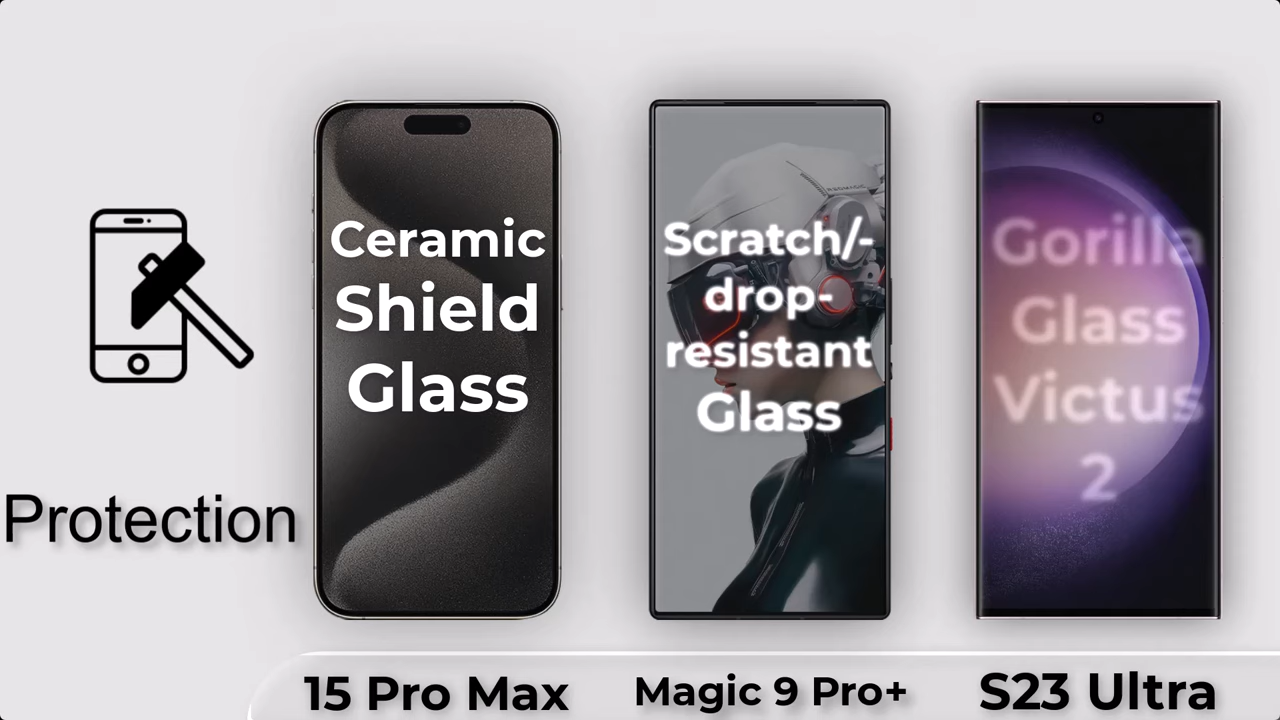 Ceramic
Shield
Glass
Scratch/-
drop-
resistant
Glass
Gorilla
Glass
Victus
2
Protection
15 Pro Max
Magic 9 Pro+
S23 Ultra